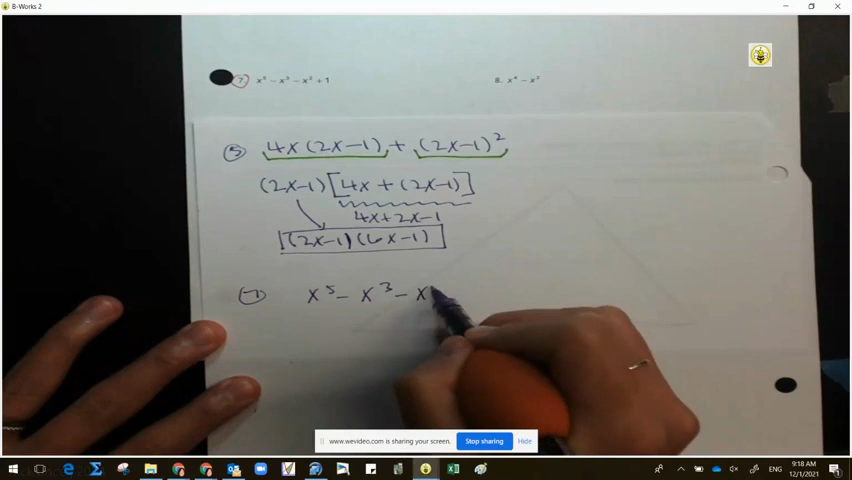 B-Works 2
7. x⁵ − x³ − x² + 1
8. x⁴ − x²
⑤ 4x(2x−1) + (2x−1)²
(2x−1)[4x + (2x−1)]
4x+2x−1
(2x−1)(6x−1)
⑦ x⁵ − x³ − x
www.wevideo.com is sharing your screen. Stop sharing Hide
9:18 AM
ENG
12/1/2021